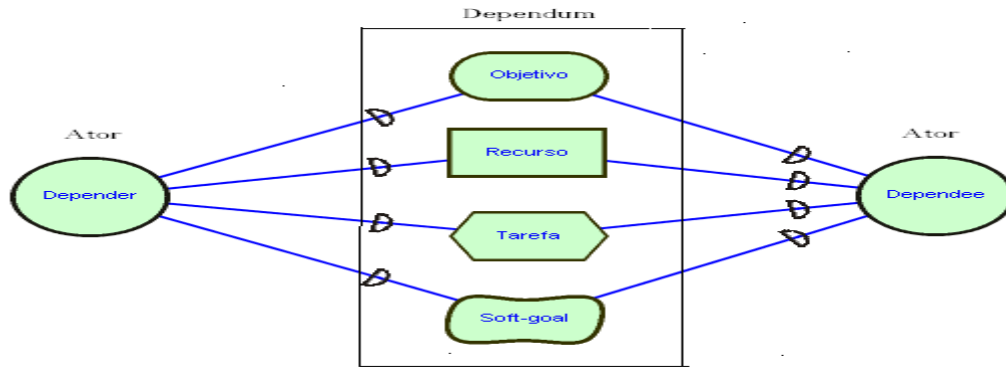 Dependum
Objetivo
Ator
Ator
Recurso
Depender
Dependee
Tarefa
Soft-goal